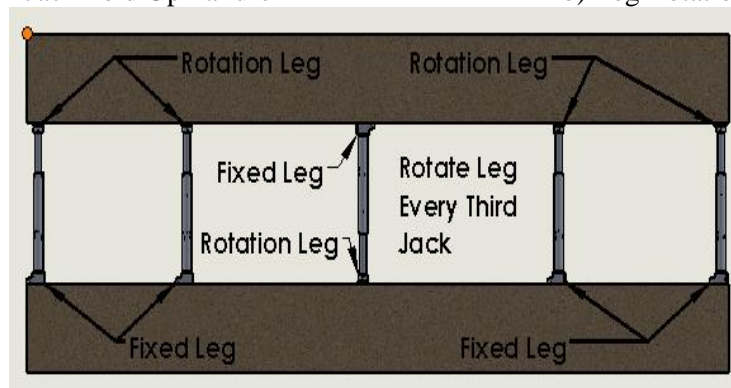 Rotation Leg Rotation Leg
Fixed Leg
Rotate Leg
Every Third
Jack
Rotation Leg
Fixed Leg Fixed Leg